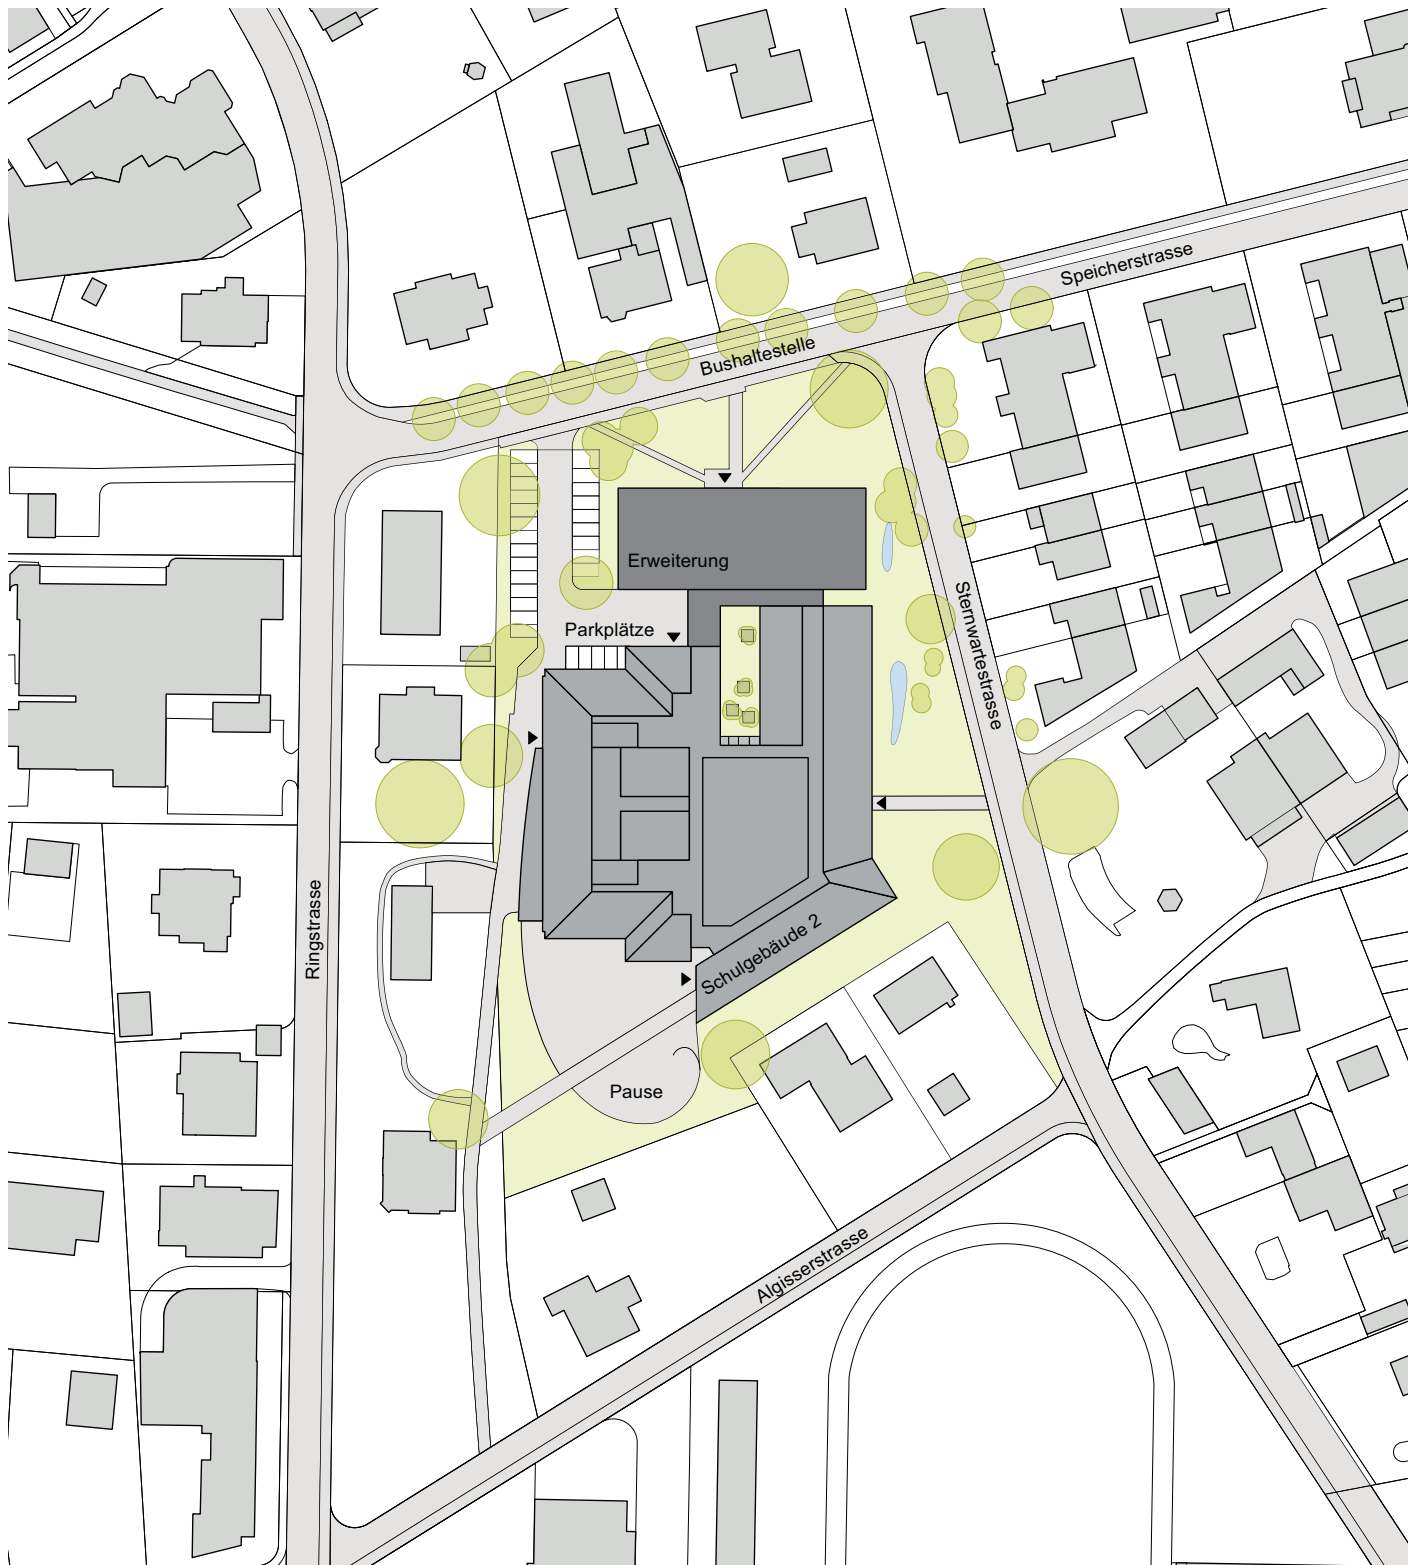 Speicherstrasse
Bushaltestelle
Erweiterung
Parkplätze
Sternwartestrasse
Ringstrasse
Schulgebäude 2
Pause
Algisserstrasse